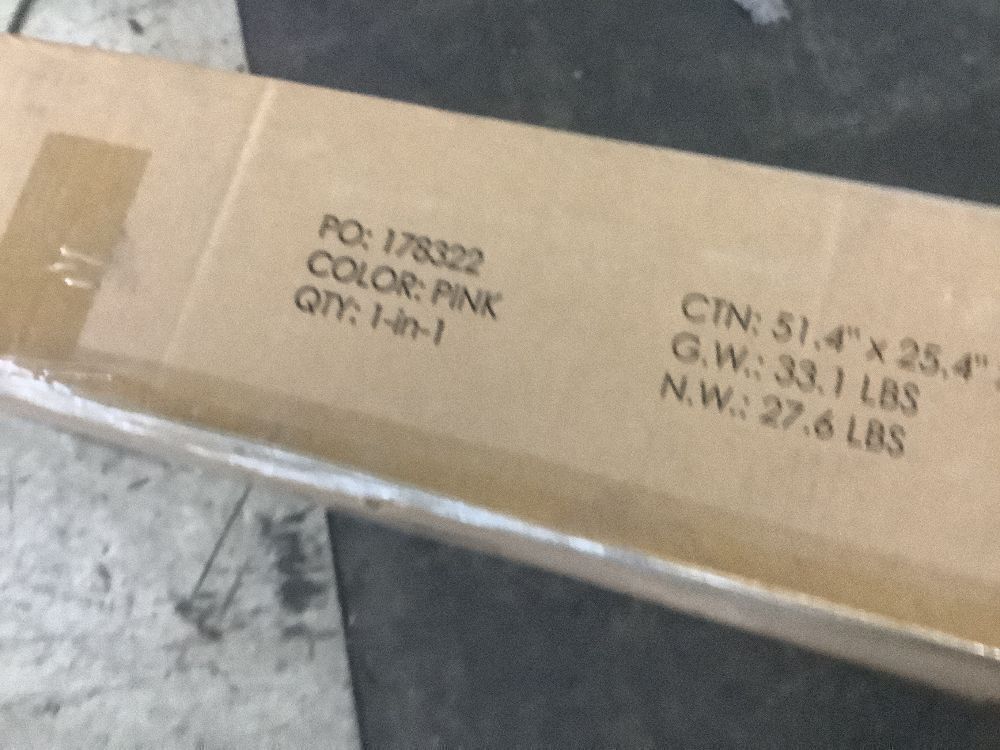 PO: 178322
COLOR: PINK
QTY: 1-in-1
CTN: 51.4" x 25.4"
G.W.: 33.1 LBS
N.W.: 27.6 LBS